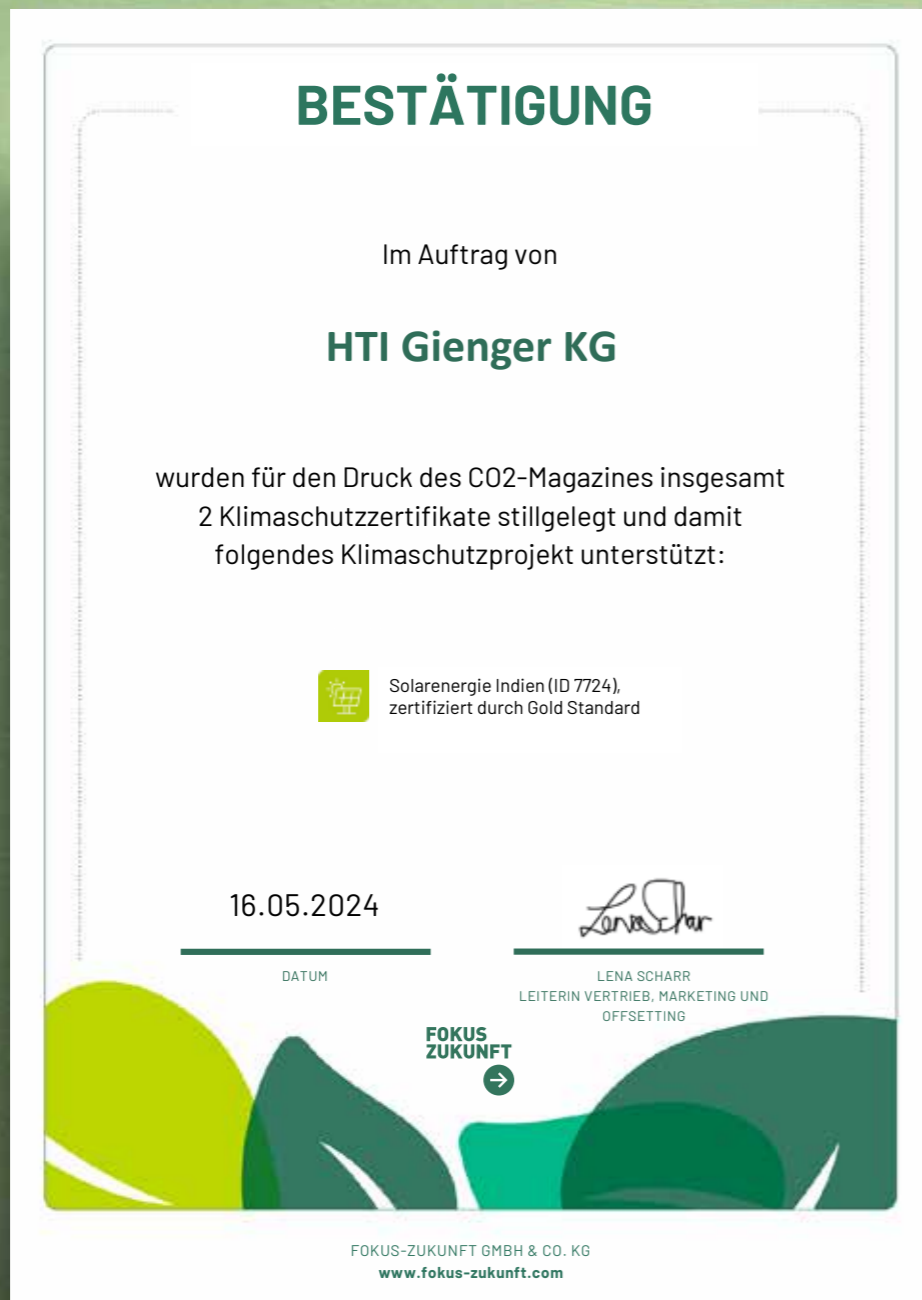 BESTÄTIGUNG
Im Auftrag von
HTI Gienger KG
wurden für den Druck des CO2-Magazines insgesamt
2 Klimaschutzzertifikate stillgelegt und damit
folgendes Klimaschutzprojekt unterstützt:
Solarenergie Indien (ID 7724),
zertifiziert durch Gold Standard
16.05.2024
Lena Scharr
DATUM
LENA SCHARR
LEITERIN VERTRIEB, MARKETING UND
OFFSETTING
FOKUS
ZUKUNFT
FOKUS-ZUKUNFT GMBH & CO. KG
www.fokus-zukunft.com